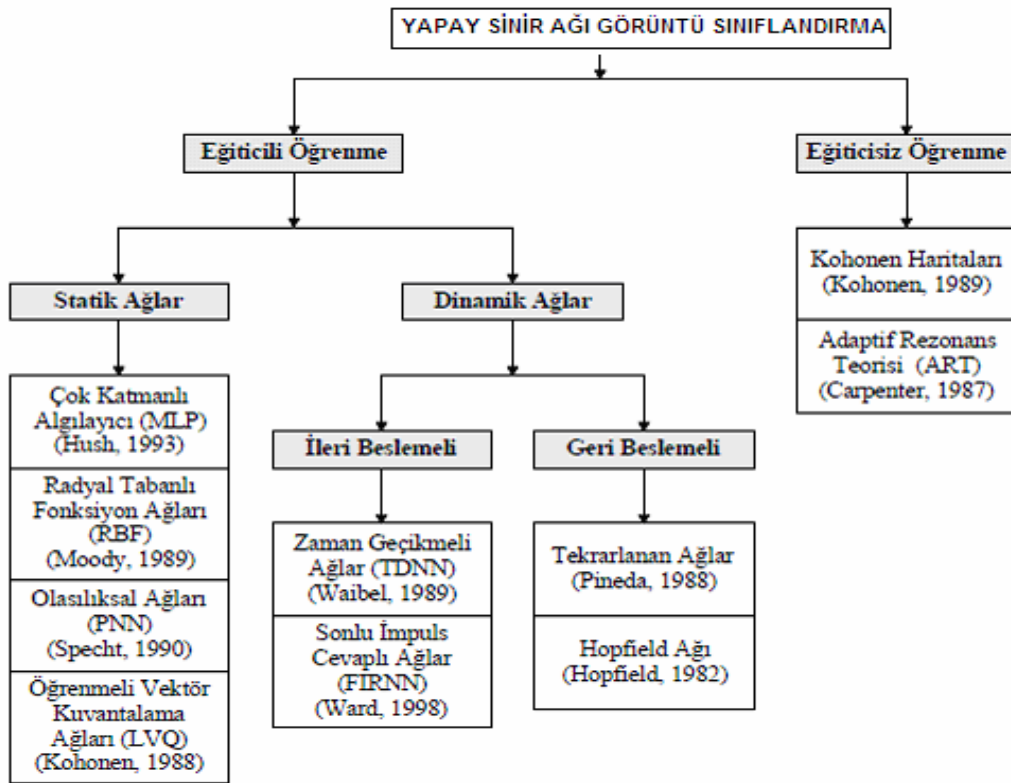 YAPAY SİNİR AĞI GÖRÜNTÜ SINIFLANDIRMA
Eğiticili Öğrenme
Eğiticisiz Öğrenme
Statik Ağlar
Dinamik Ağlar
Kohonen Haritaları
(Kohonen, 1989)
Adaptif Rezonans
Teorisi (ART)
(Carpenter, 1987)
Çok Katmanlı
Algılayıcı (MLP)
(Hush, 1993)
Radyal Tabanlı
Fonksiyon Ağları
(RBF)
(Moody, 1989)
Olasılıksal Ağları
(PNN)
(Specht, 1990)
Öğrenmeli Vektör
Kuvantalama
Ağları (LVQ)
(Kohonen, 1988)
İleri Beslemeli
Geri Beslemeli
Zaman Geçikmeli
Ağlar (TDNN)
(Waibel, 1989)
Sonlu İmpuls
Cevaplı Ağlar
(FIRNN)
(Ward, 1998)
Tekrarlanan Ağlar
(Pineda, 1988)
Hopfield Ağı
(Hopfield, 1982)